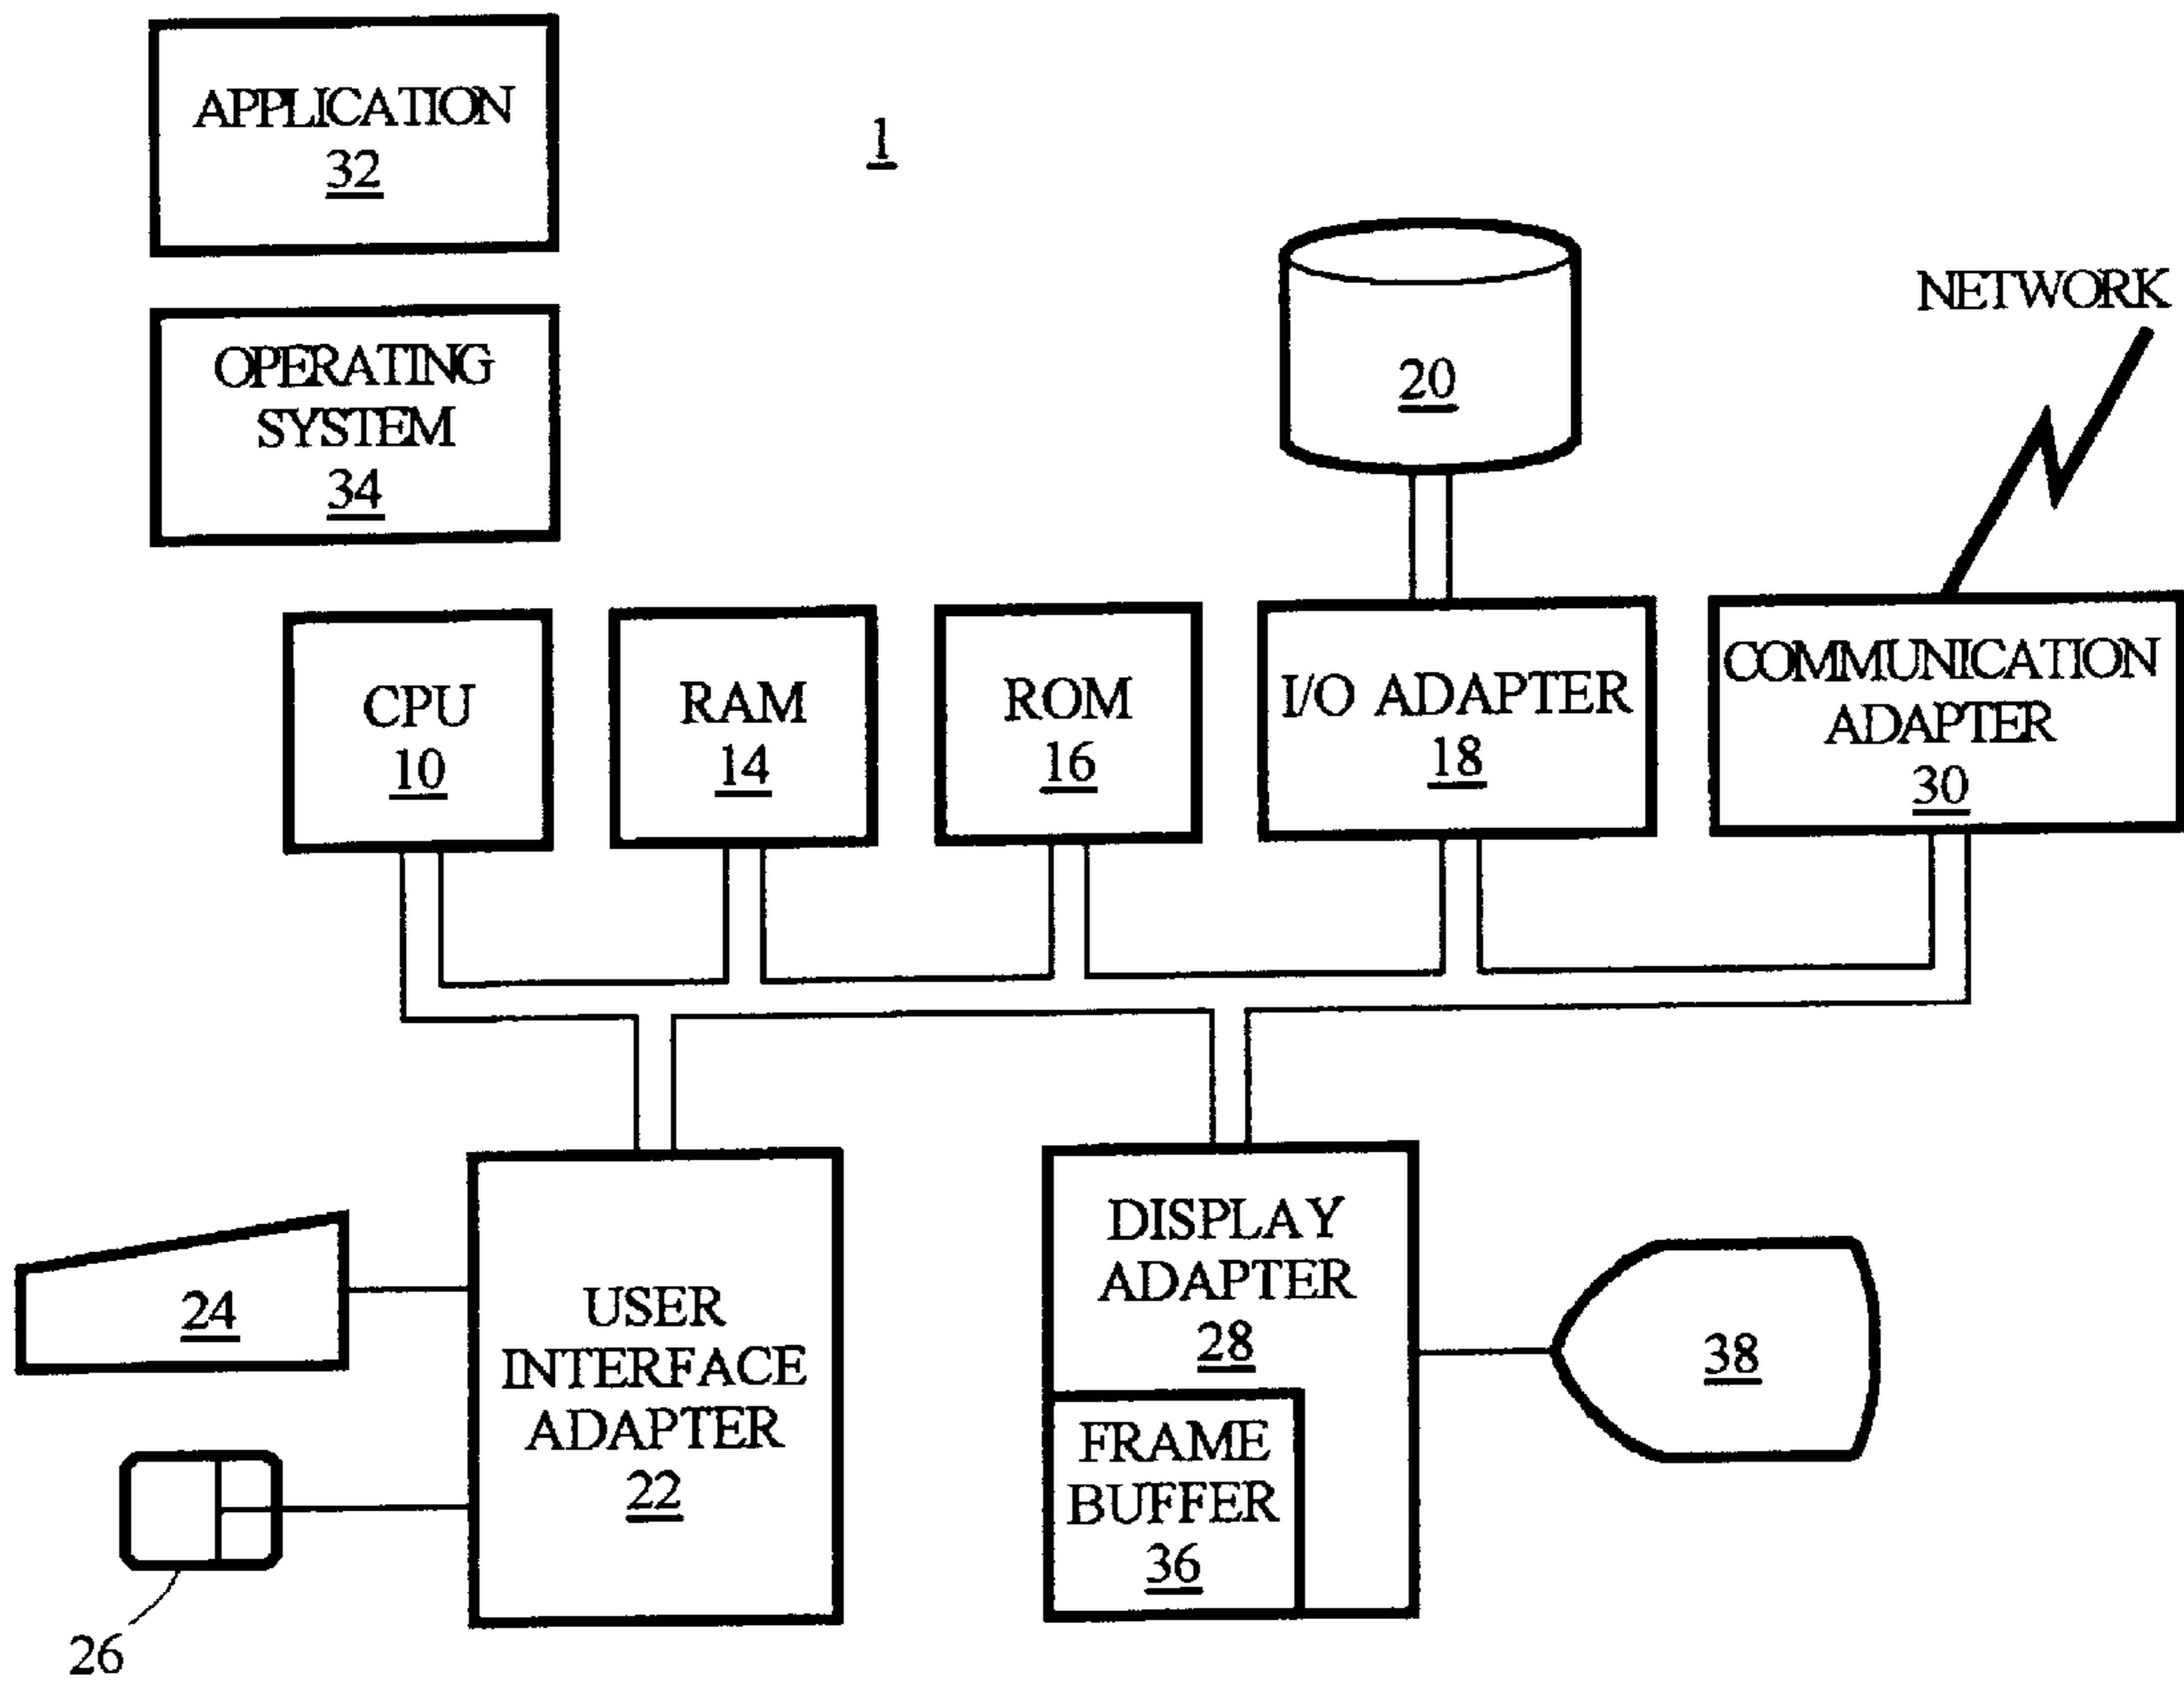 APPLICATION
32
1
OPERATING
SYSTEM
34
20
NETWORK
CPU
10
RAM
14
ROM
16
I/O ADAPTER
18
COMMUNICATION
ADAPTER
30
24
26
USER
INTERFACE
ADAPTER
22
DISPLAY
ADAPTER
28
FRAME
BUFFER
36
38